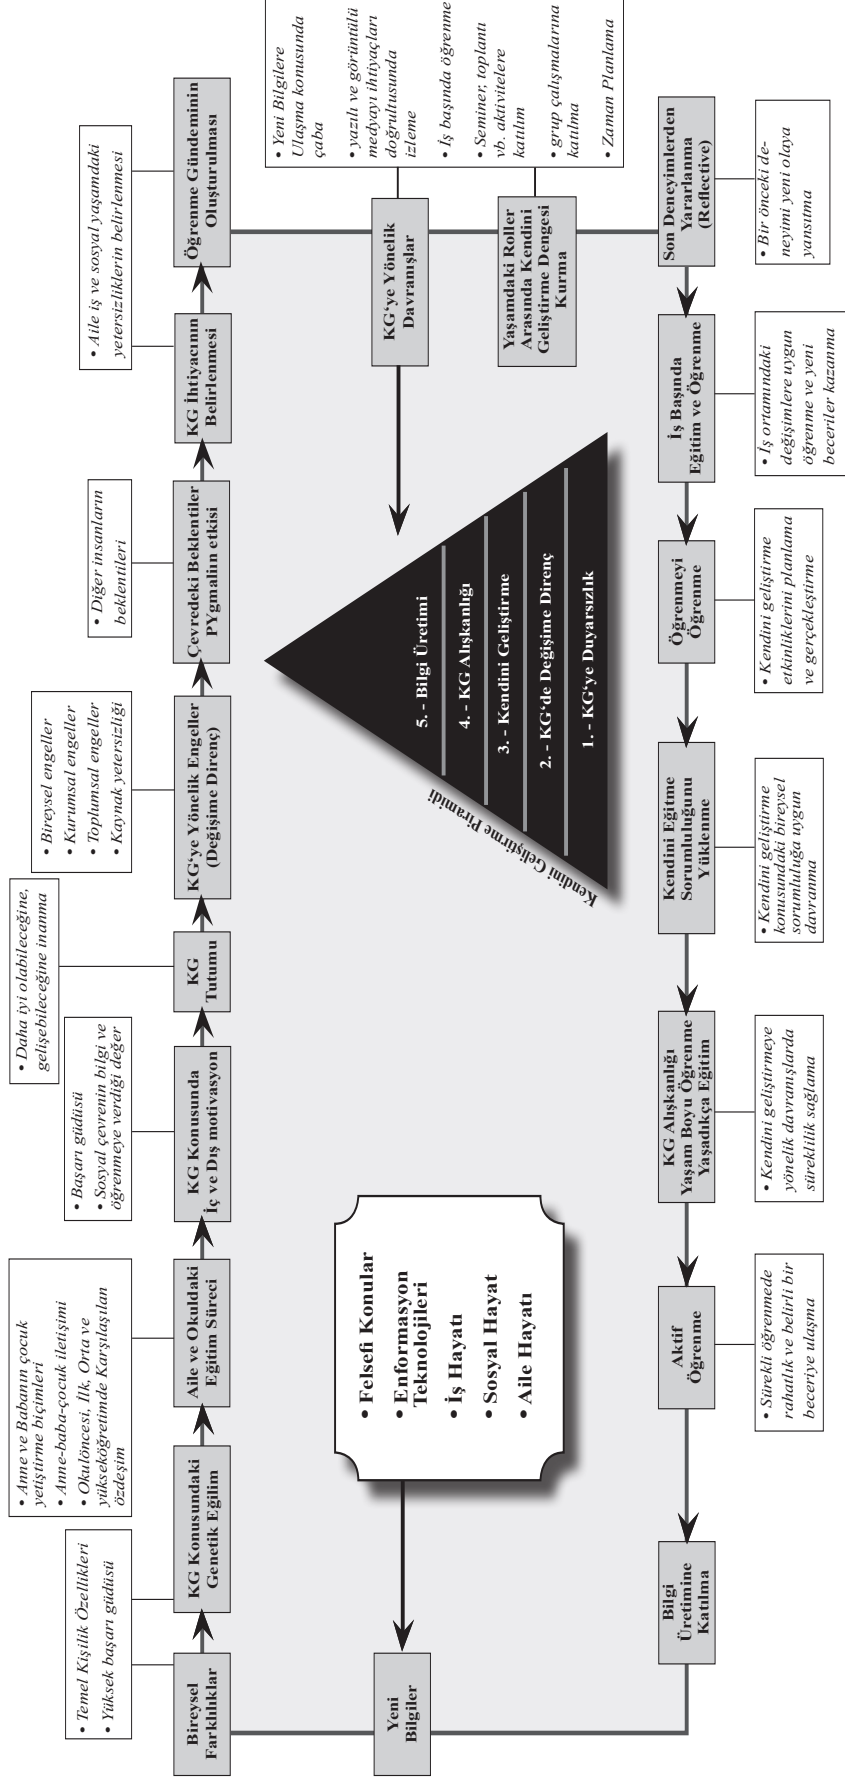 • Temel Kişilik Özellikleri
• Yüksek başarı güdüsü
Bireysel
Farklılıklar
KG Konusundaki
Genetik Eğilim
• Anne ve Babanın çocuk
yetiştirme biçimleri
• Anne-baba-çocuk iletişimi
• Okulöncesi, İlk, Orta ve
yükseköğretimde Karşılaşılan
özdeşim
Aile ve Okuldaki
Eğitim Süreci
• Başarı güdüsü
• Sosyal çevrenin bilgi ve
öğrenmeye verdiği değer
KG Konusunda
İç ve Dış motivasyon
• Daha iyi olabileceğine,
gelişebileceğine inanma
KG
Tutumu
• Bireysel engeller
• Kurumsal engeller
• Toplumsal engeller
• Kaynak yetersizliği
KG‘ye Yönelik Engeller
(Değişime Direnç)
• Diğer insanların
beklentileri
Çevredeki Beklentiler
PYgmaliın etkisi
• Aile iş ve sosyal yaşamdaki
yetersizliklerin belirlenmesi
KG İhtiyacının
Belirlenmesi
Öğrenme Gündeminin
Oluşturulması
• Yeni Bilgilere
Ulaşma konusunda
çaba
• yazılı ve görüntülü
medyayı ihtiyaçları
doğrultusunda
izleme
• İş başında öğrenme
• Seminer, toplantı
vb. aktivitelere
katılım
• grup çalışmalarına
katılma
• Zaman Planlama
KG‘ye Yönelik
Davranışlar
Yaşamdaki Roller
Arasında Kendini
Geliştirme Dengesi
Kurma
Kendini Geliştirme Piramidi
5. - Bilgi Üretimi
4. - KG Alışkanlığı
3. - Kendini Geliştirme
2. - KG‘de Değişime Direnç
1. - KG‘ye Duyarsızlık
• Felsefi Konular
• Enformasyon
Teknolojileri
• İş Hayatı
• Sosyal Hayat
• Aile Hayatı
Yeni
Bilgiler
Son Deneyimlerden
Yararlanma
(Reflective)
• Bir önceki de-
neyimi yeni olaya
yansıtma
İş Başında
Eğitim ve Öğrenme
• İş ortamındaki
değişimlere uygun
öğrenme ve yeni
beceriler kazanma
Öğrenmeyi
Öğrenme
• Kendini geliştirme
etkinliklerini planlama
ve gerçekleştirme
Kendini Eğitme
Sorumluluğunu
Yüklenme
• Kendini geliştirme
konusundaki bireysel
sorumluluğa uygun
davranma
KG Alışkanlığı
Yaşam Boyu Öğrenme
Yaşadıkça Eğitim
• Kendini geliştirmeye
yönelik davranışlarda
süreklilik sağlama
Aktif
Öğrenme
• Sürekli öğrenmede
rahatlık ve belirli bir
beceriye ulaşma
Bilgi
Üretimine
Katılma